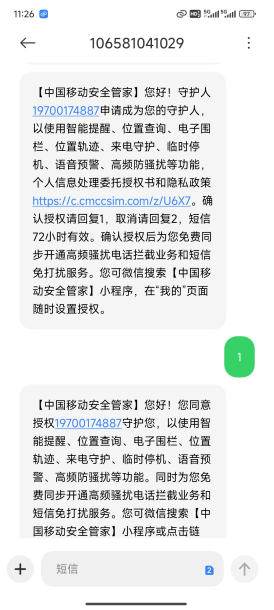 11:26
HD 5G 5G 97
106581041029
【中国移动安全管家】您好！守护人
19700174887申请成为您的守护人，
以使用智能提醒、位置查询、电子围
栏、位置轨迹、来电守护、临时停
机、语音预警、高频防骚扰等功能，
个人信息处理委托授权书和隐私政策
https://c.cmccsim.com/z/U6X7。确
认授权请回复1，取消请回复2，短信
72小时有效。确认授权后为您免费同
步开通高频骚扰电话拦截业务和短信
免打扰服务。您可微信搜索【中国移
动安全管家】小程序，在“我的”页面
随时设置授权。
1
【中国移动安全管家】您好！您同意
授权19700174887守护您，以使用智
能提醒、位置查询、电子围栏、位置
轨迹、来电守护、临时停机、语音预
警、高频防骚扰等功能。同时为您免
费同步开通高频骚扰电话拦截业务和
短信免打扰服务。您可微信搜索【中
国移动安全管家】小程序或点击链
短信
2